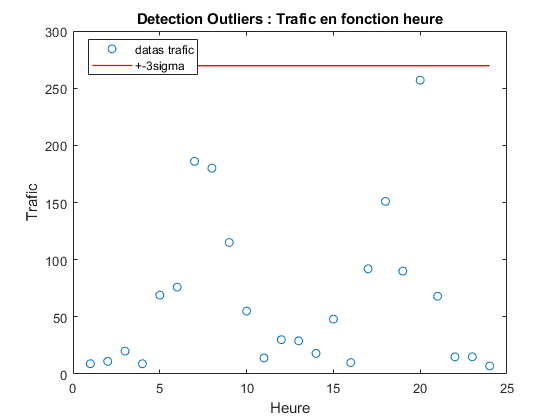 Detection Outliers : Trafic en fonction heure
300
datas trafic
+-3sigma
250
200
150
100
50
0
Trafic
0 5 10 15 20 25
Heure